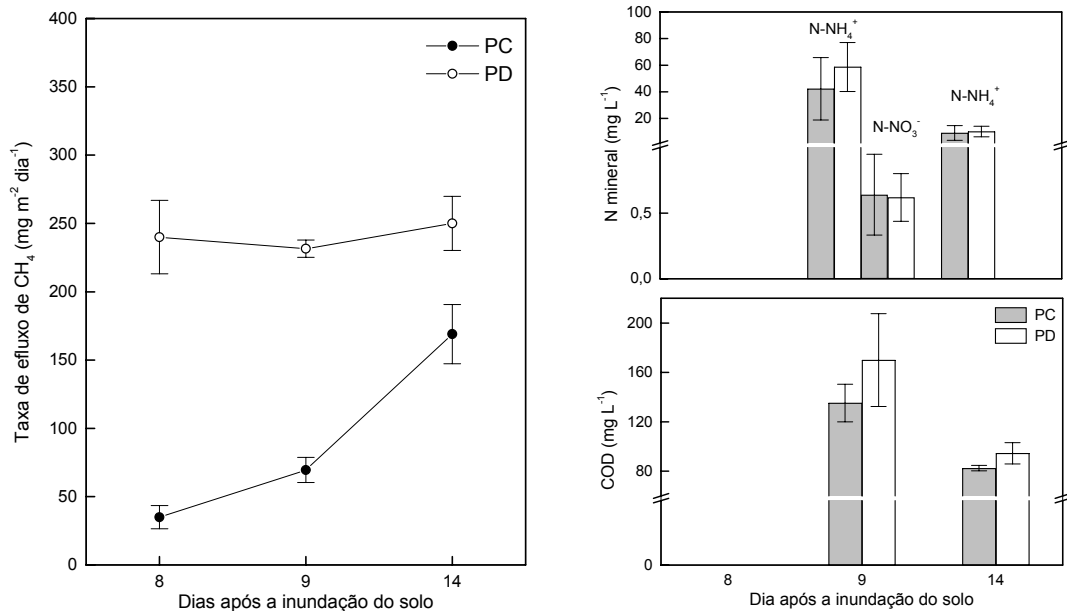 400
350
300
250
200
150
100
50
0
Taxa de efluxo de CH4 (mg m-2 dia-1)
PC
PD
8 9 14
Dias após a inundação do solo
100
80
60
40
20
0,5
0,0
N mineral (mg L-1)
N-NH4+
N-NO3-
N-NH4+
200
160
120
80
0
COD (mg L-1)
PC
PD
8 9 14
Dia após a inundação do solo